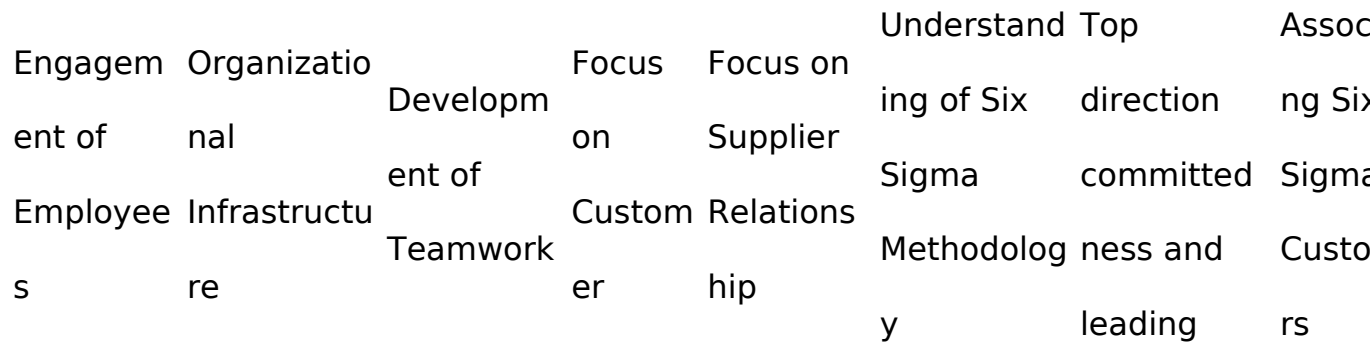 Engagem
ent of
Employee
s
Organizatio
nal
Infrastructu
re
Developm
ent of
Teamwork
Focus
on
Custom
er
Focus on
Supplier
Relations
hip
Understand
ing of Six
Sigma
Methodolog
y
Top
direction
committed
ness and
leading
Assoc
ng Six
Sigma
Custo
rs